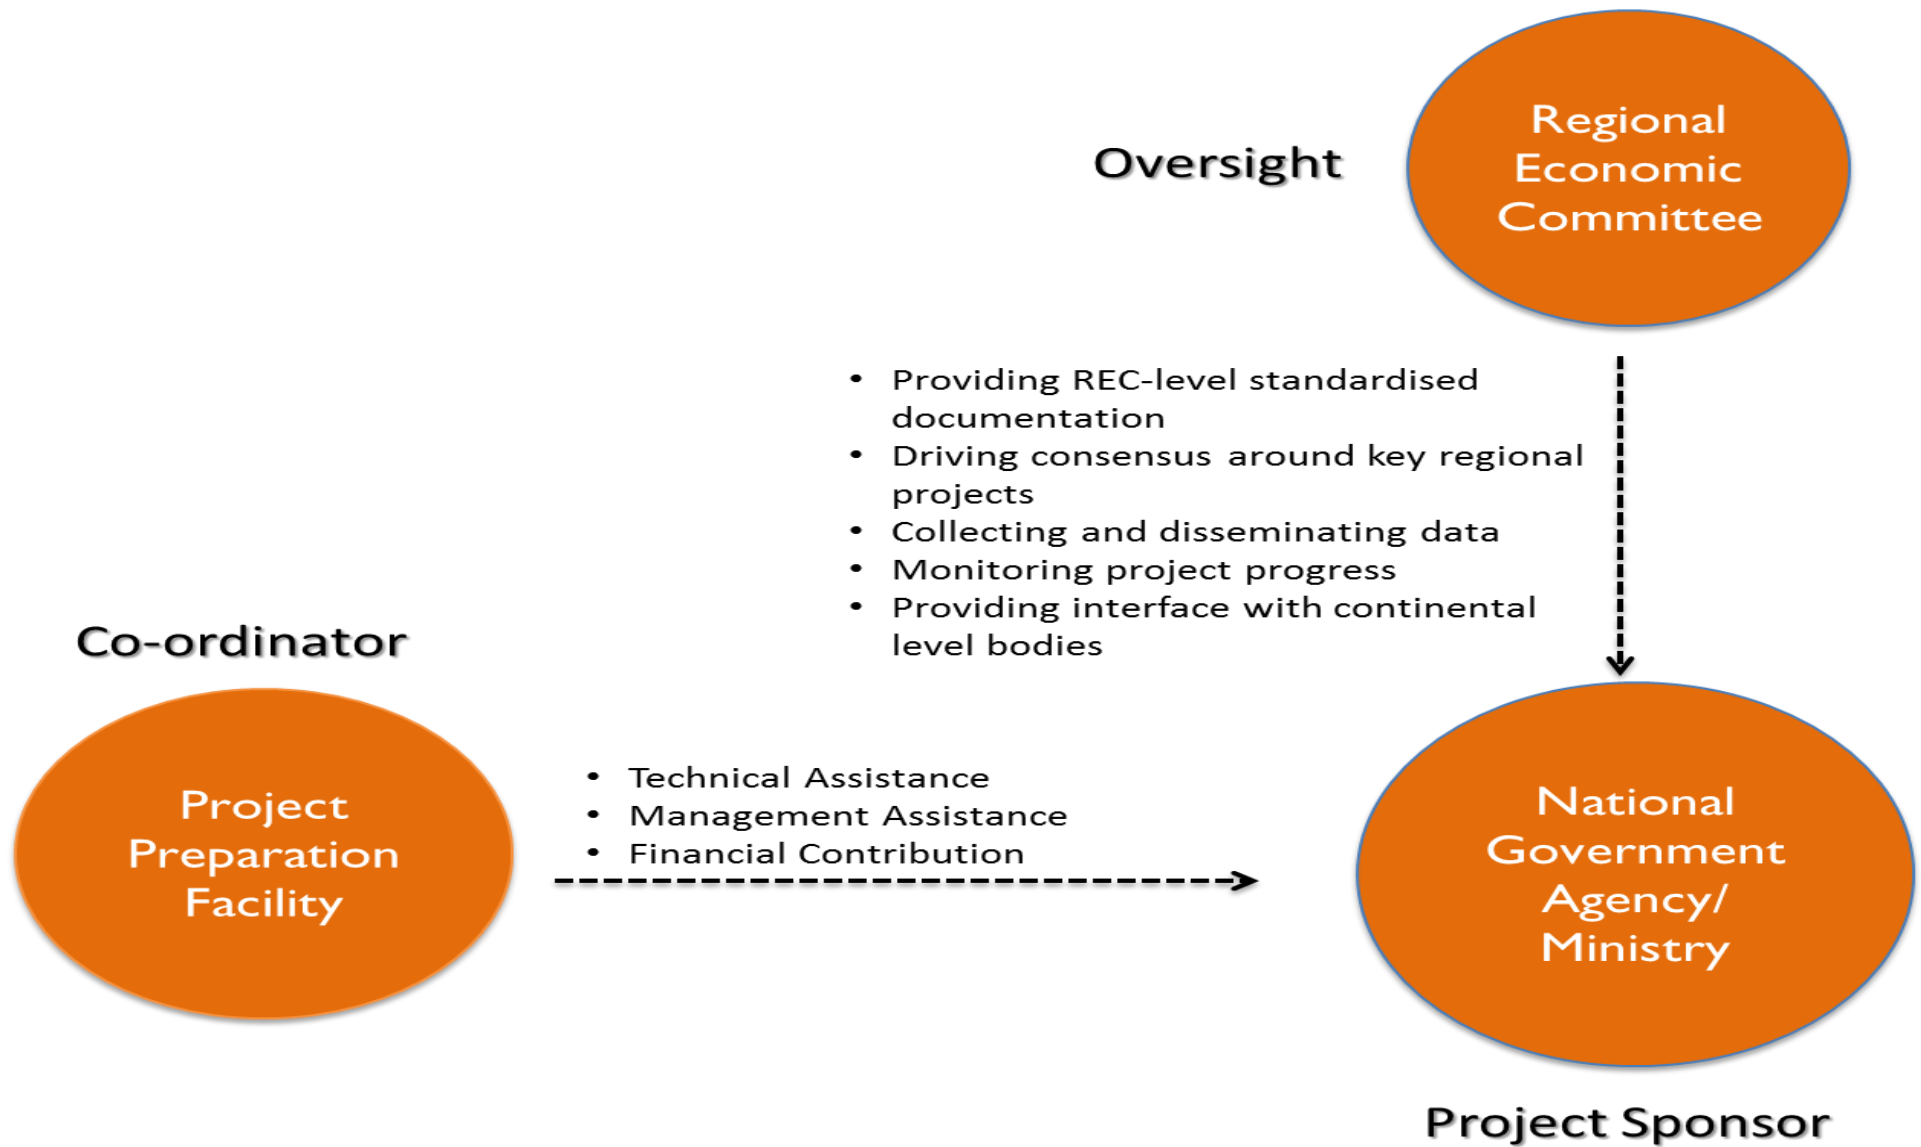 Oversight
Regional
Economic
Committee
• Providing REC-level standardised
documentation
• Driving consensus around key regional
projects
• Collecting and disseminating data
• Monitoring project progress
• Providing interface with continental
level bodies
Co-ordinator
Project
Preparation
Facility
• Technical Assistance
• Management Assistance
• Financial Contribution
National
Government
Agency/
Ministry
Project Sponsor